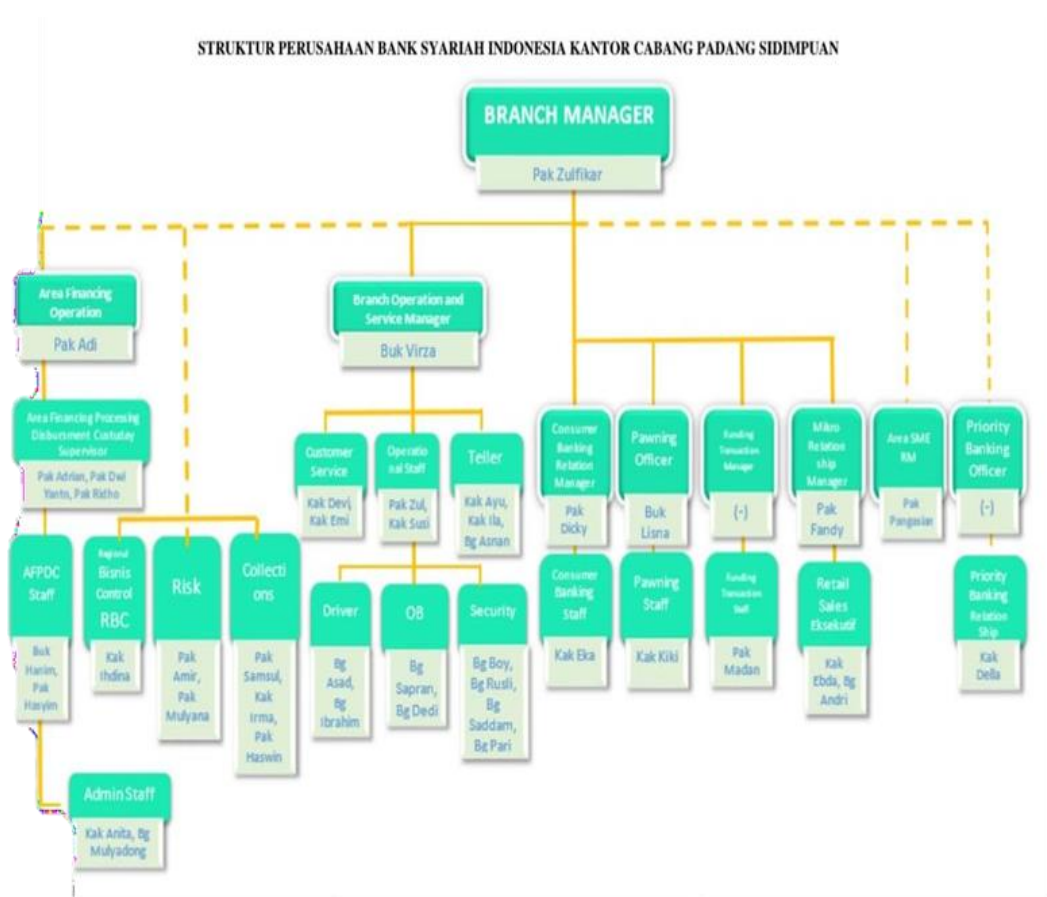 STRUKTUR PERUSAHAAN BANK SYARIAH INDONESIA KANTOR CABANG PADANG SIDIMPUAN
BRANCH MANAGER
Pak Zulfikar
Area Financing
Operation
Pak Adi
Branch Operation and
Service Manager
Buk Virza
Area Financing Processing
Disbursment Custuday
Supervisor
Pak Adrian, Pak Dwi
Yanto, Pak Ridho
Customer
Service
Kak Devi,
Kak Emi
Operatio
nal Staff
Pak Zul,
Kak Susi
Teller
Kak Ayu,
Kak Ila,
Bg Asnan
Consumer
Banking
Relation
Manager
Pak
Dicky
Pawning
Officer
Buk
Lisna
Funding
Transaction
Manager
(-)
Mikro
Relation
ship
Manager
Pak
Fandy
Area SME
RM
Pak
Priority
Banking
Officer
(-)
AFPDC
Staff
Buk
Pak
Hasyim
Regional
Bisnis
Control
RBC
Kak
Ihdina
Risk
Pak
Amir,
Pak
Mulyana
Collecti
ons
Pak
Samsul,
Kak
Irma,
Pak
Haswin
Driver
Bg
Asad,
Bg
Ibrahim
OB
Bg
Sapran,
Bg Dedi
Security
Bg Boy,
Bg Rusli,
Bg
Saddam,
Bg Pari
Consumer
Banking
Staff
Kak Eka
Pawning
Staff
Kak Kiki
Funding
Transaction
Staff
Pak
Madan
Retail
Sales
Eksekutif
Kak
Ebda, Bg
Andri
Priority
Banking
Relation
Ship
Kak
Della
Admin Staff
Kak Anita, Bg
Mulyadong